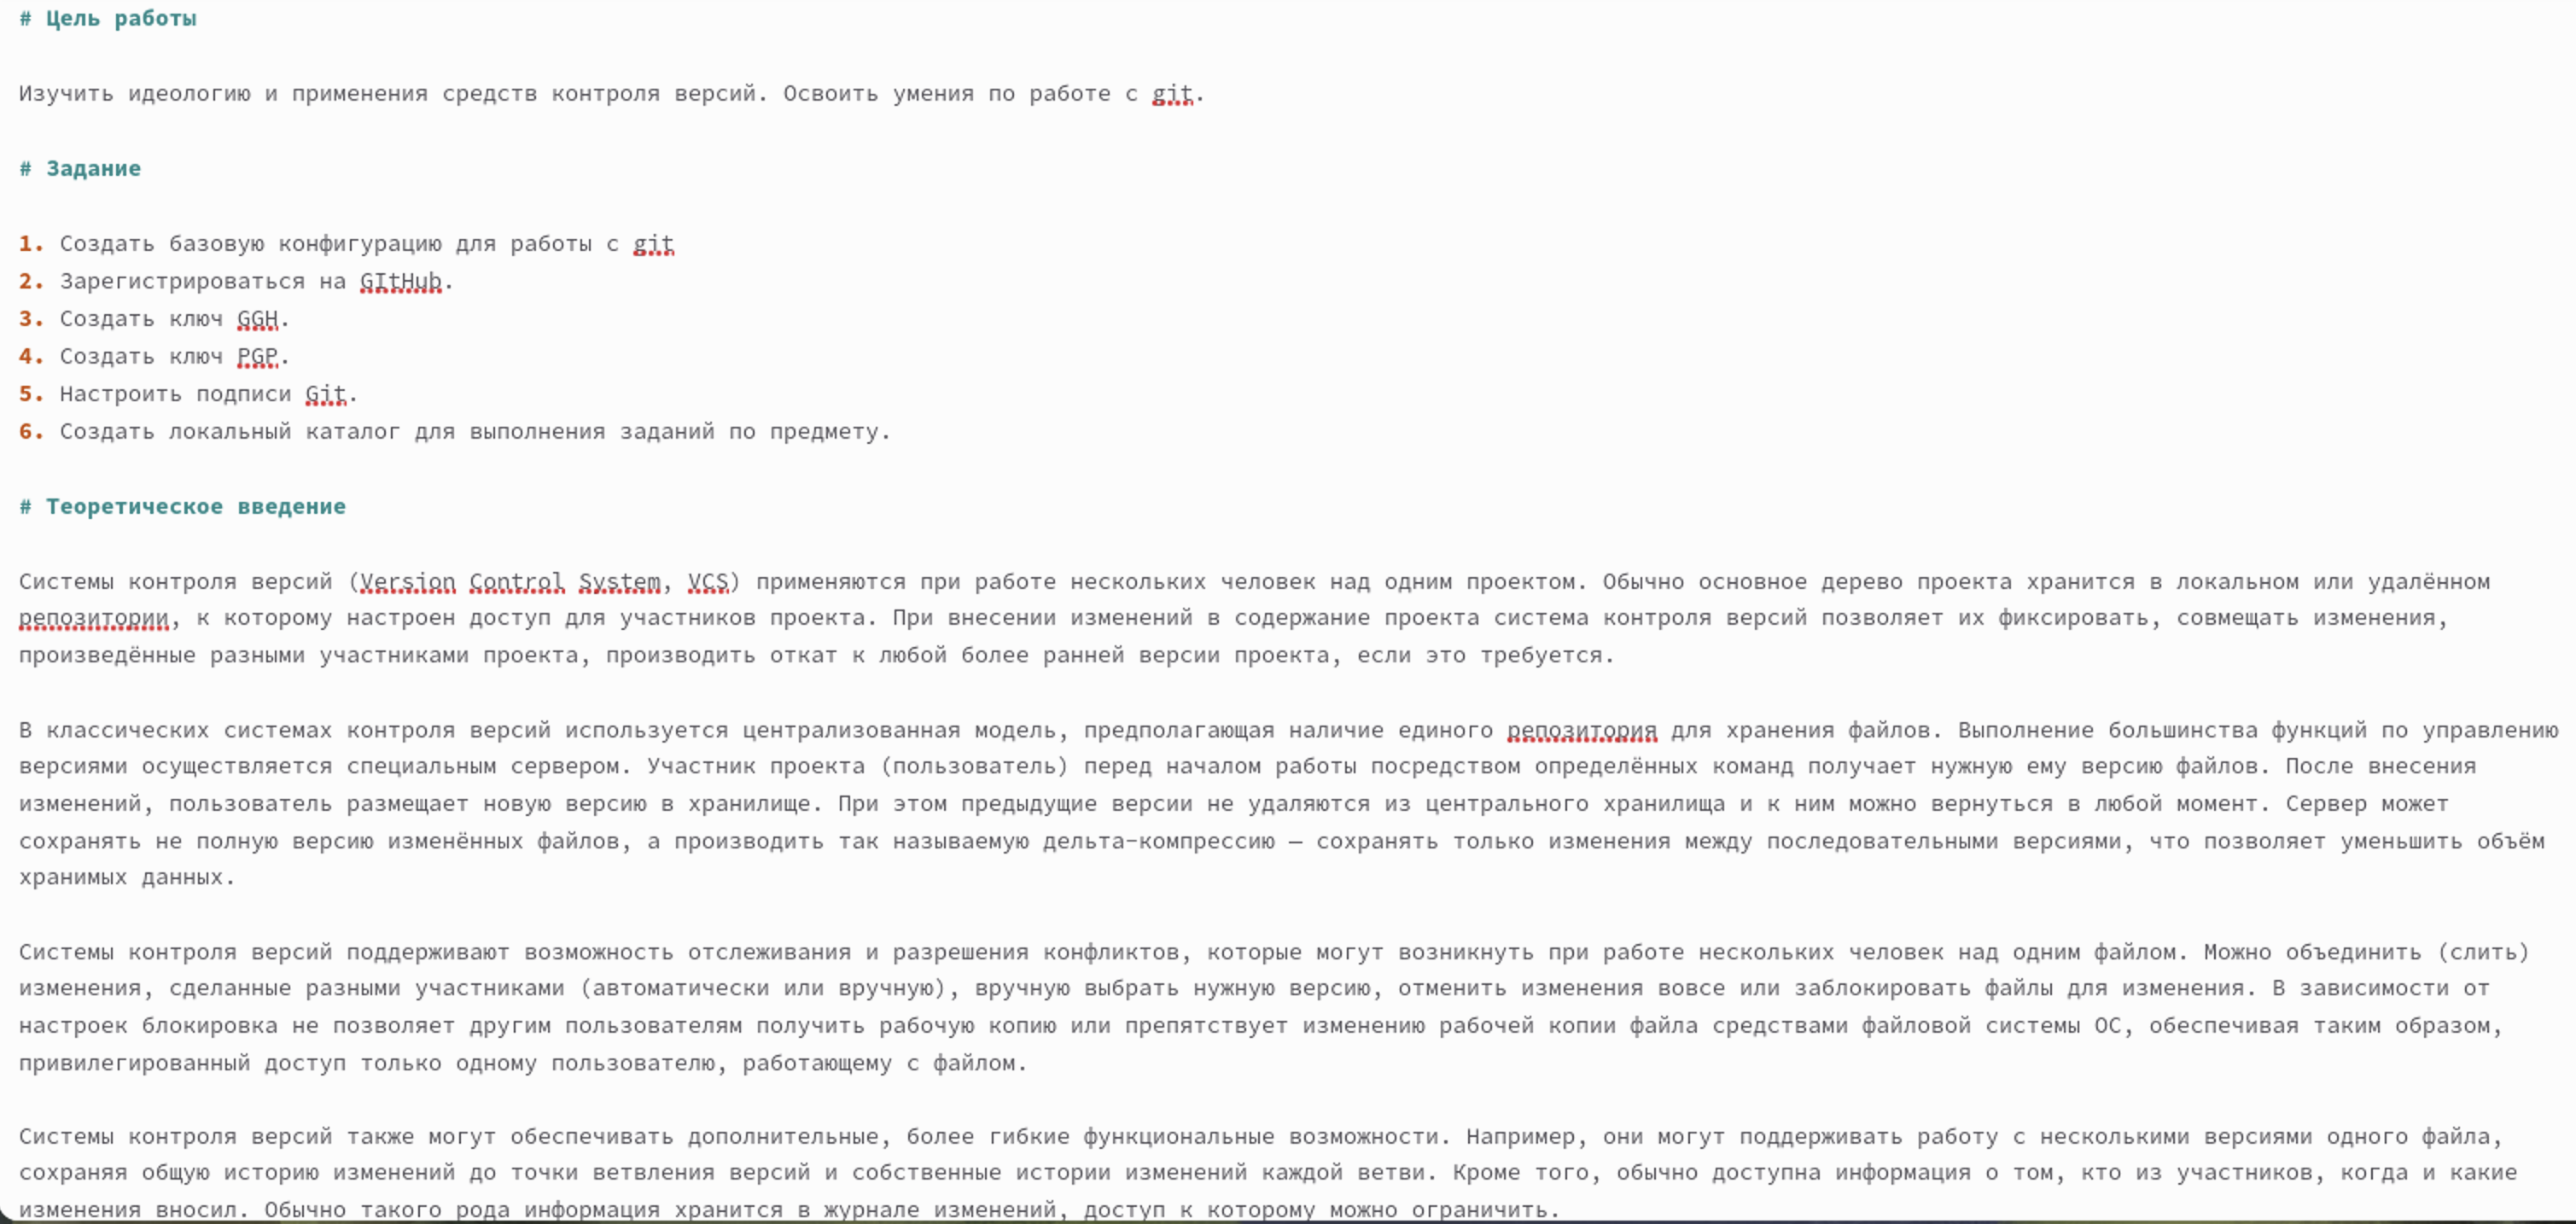 # Цель работы
Изучить идеологию и применения средств контроля версий. Освоить умения по работе с git.
# Задание
1. Создать базовую конфигурацию для работы с git
2. Зарегистрироваться на GItHub.
3. Создать ключ GGH.
4. Создать ключ PGP.
5. Настроить подписи Git.
6. Создать локальный каталог для выполнения заданий по предмету.
# Теоретическое введение
Системы контроля версий (Version Control System, VCS) применяются при работе нескольких человек над одним проектом. Обычно основное дерево проекта хранится в локальном или удалённом
репозитории, к которому настроен доступ для участников проекта. При внесении изменений в содержание проекта система контроля версий позволяет их фиксировать, совмещать изменения,
произведённые разными участниками проекта, производить откат к любой более ранней версии проекта, если это требуется.
В классических системах контроля версий используется централизованная модель, предполагающая наличие единого репозитория для хранения файлов. Выполнение большинства функций по управлению
версиями осуществляется специальным сервером. Участник проекта (пользователь) перед началом работы посредством определённых команд получает нужную ему версию файлов. После внесения
изменений, пользователь размещает новую версию в хранилище. При этом предыдущие версии не удаляются из центрального хранилища и к ним можно вернуться в любой момент. Сервер может
сохранять не полную версию изменённых файлов, а производить так называемую дельта-компрессию — сохранять только изменения между последовательными версиями, что позволяет уменьшить объём
хранимых данных.
Системы контроля версий поддерживают возможность отслеживания и разрешения конфликтов, которые могут возникнуть при работе нескольких человек над одним файлом. Можно объединить (слить)
изменения, сделанные разными участниками (автоматически или вручную), вручную выбрать нужную версию, отменить изменения вовсе или заблокировать файлы для изменения. В зависимости от
настроек блокировка не позволяет другим пользователям получить рабочую копию или препятствует изменению рабочей копии файла средствами файловой системы ОС, обеспечивая таким образом,
привилегированный доступ только одному пользователю, работающему с файлом.
Системы контроля версий также могут обеспечивать дополнительные, более гибкие функциональные возможности. Например, они могут поддерживать работу с несколькими версиями одного файла,
сохраняя общую историю изменений до точки ветвления версий и собственные истории изменений каждой ветви. Кроме того, обычно доступна информация о том, кто из участников, когда и какие
изменения вносил. Обычно такого рода информация хранится в журнале изменений, доступ к которому можно ограничить.